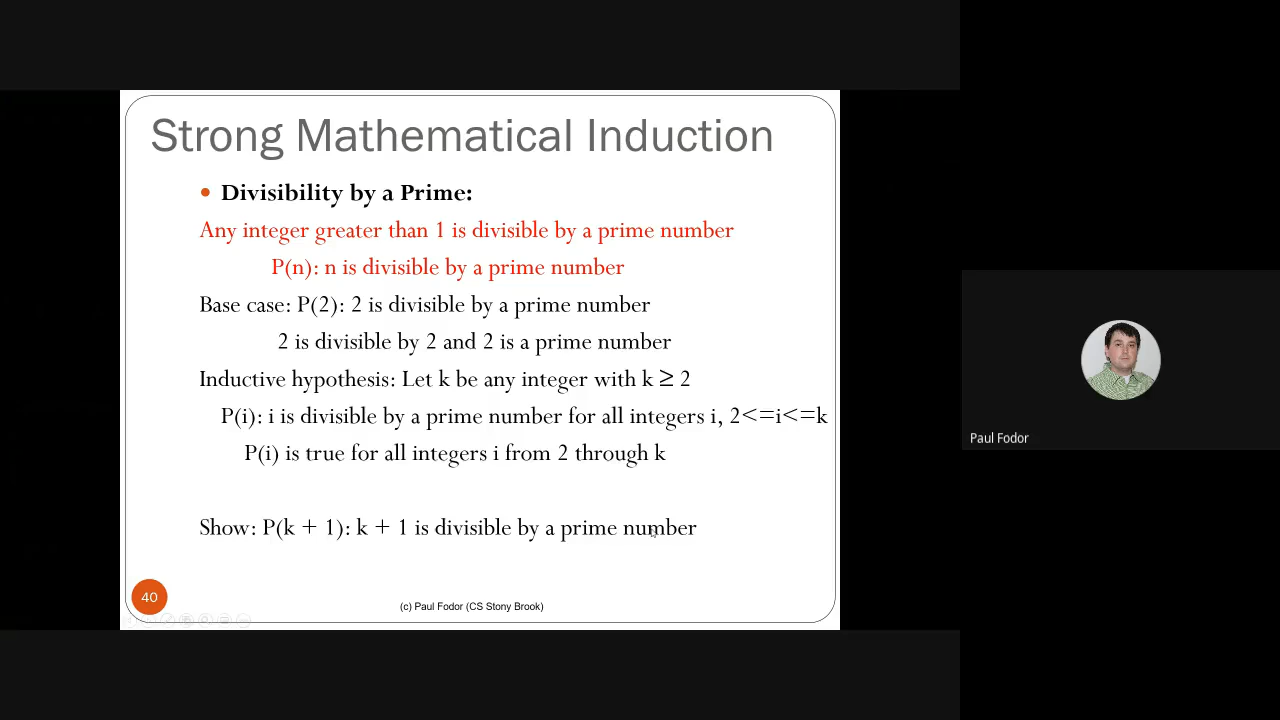 Strong Mathematical Induction
• Divisibility by a Prime:
Any integer greater than 1 is divisible by a prime number
P(n): n is divisible by a prime number
Base case: P(2): 2 is divisible by a prime number
2 is divisible by 2 and 2 is a prime number
Inductive hypothesis: Let k be any integer with k ≥ 2
P(i): i is divisible by a prime number for all integers i, 2<=i<=k
P(i) is true for all integers i from 2 through k
Show: P(k + 1): k + 1 is divisible by a prime number
40
(c) Paul Fodor (CS Stony Brook)
Paul Fodor